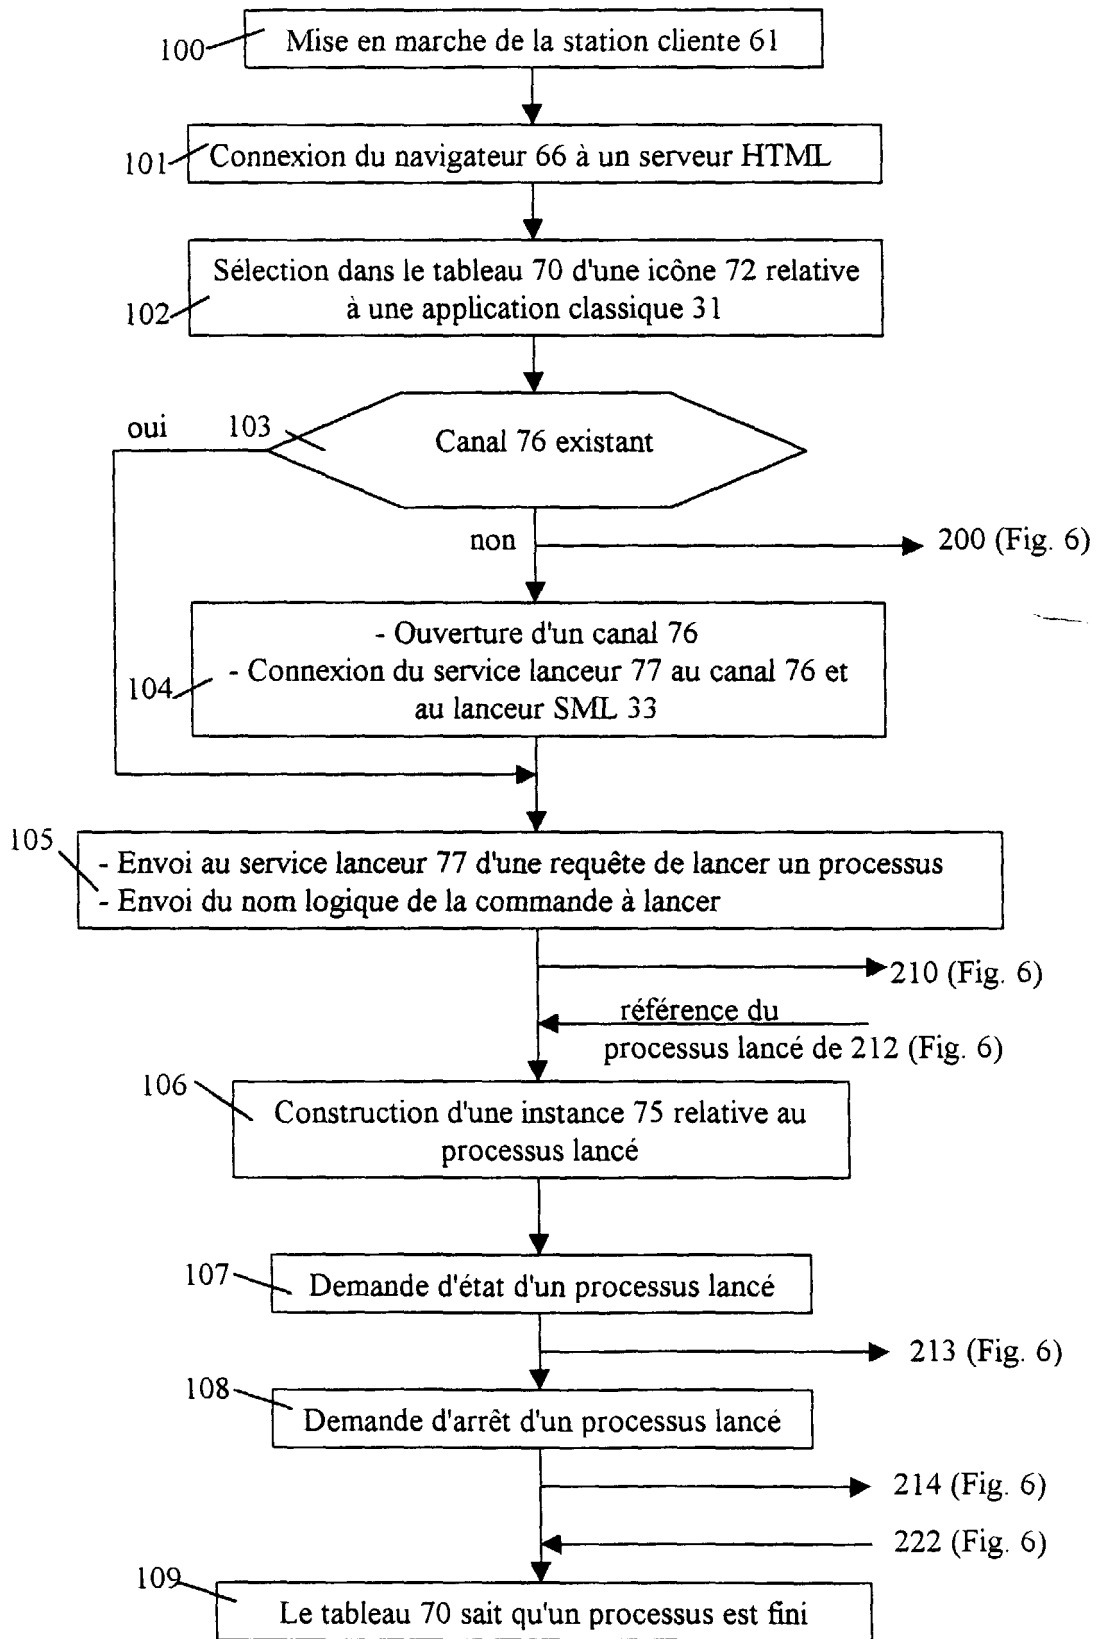 100
Mise en marche de la station cliente 61
101
Connexion du navigateur 66 à un serveur HTML
102
Sélection dans le tableau 70 d'une icône 72 relative
à une application classique 31
oui
103
Canal 76 existant
non
200 (Fig. 6)
104
- Ouverture d'un canal 76
- Connexion du service lanceur 77 au canal 76 et
au lanceur SML 33
105
- Envoi au service lanceur 77 d'une requête de lancer un processus
- Envoi du nom logique de la commande à lancer
210 (Fig. 6)
référence du
processus lancé de 212 (Fig. 6)
106
Construction d'une instance 75 relative au
processus lancé
107
Demande d'état d'un processus lancé
213 (Fig. 6)
108
Demande d'arrêt d'un processus lancé
214 (Fig. 6)
222 (Fig. 6)
109
Le tableau 70 sait qu'un processus est fini